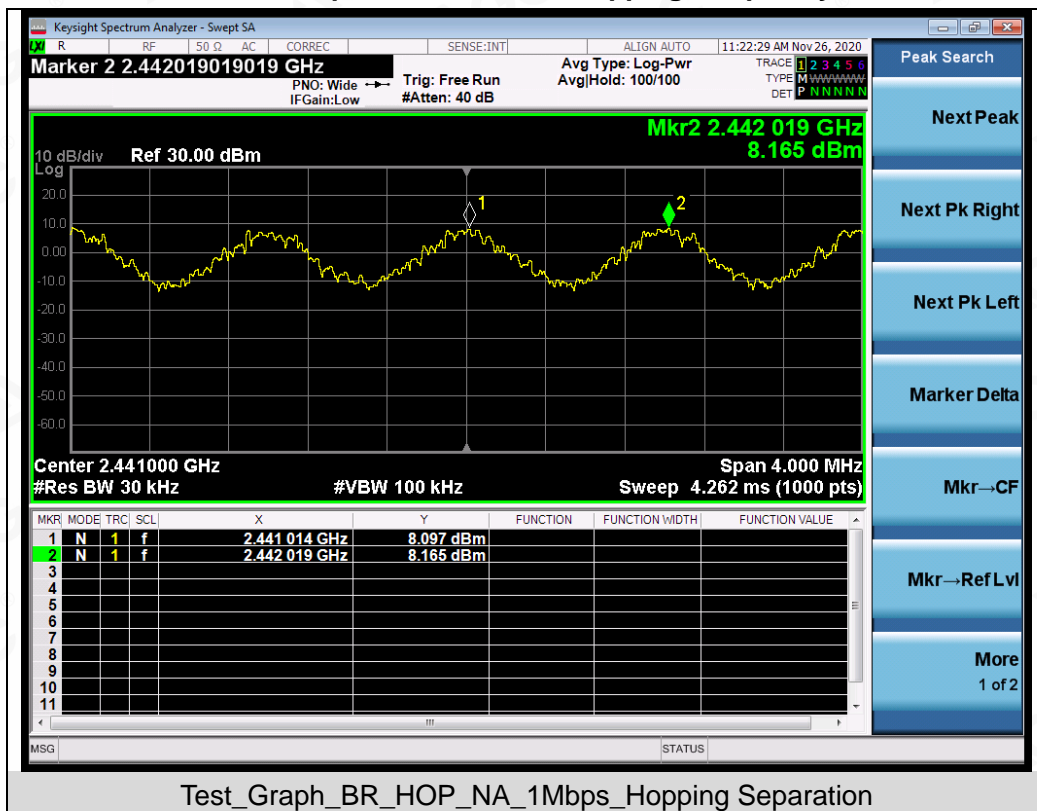 Keysight Spectrum Analyzer - Swept SA
LXI R RF 50 Ω AC CORREC SENSE:INT ALIGN AUTO 11:22:29 AM Nov 26, 2020
Marker 2 2.442019019019 GHz
PNO: Wide
IFGain:Low
Trig: Free Run
#Atten: 40 dB
Avg Type: Log-Pwr
Avg|Hold: 100/100
TRACE 1 2 3 4 5 6
TYPE M WWWWW
DET P N N N N N
Mkr2 2.442 019 GHz
8.165 dBm
10 dB/div Ref 30.00 dBm
Log
20.0
10.0
0.00
-10.0
-20.0
-30.0
-40.0
-50.0
-60.0
1
2
Center 2.441000 GHz Span 4.000 MHz
#Res BW 30 kHz #VBW 100 kHz Sweep 4.262 ms (1000 pts)
MKR MODE TRC SCL X Y FUNCTION FUNCTION WIDTH FUNCTION VALUE
1 N 1 f 2.441 014 GHz 8.097 dBm
2 N 1 f 2.442 019 GHz 8.165 dBm
3
4
5
6
7
8
9
10
11
MSG STATUS
Peak Search
Next Peak
Next Pk Right
Next Pk Left
Marker Delta
Mkr→CF
Mkr→Ref Lvl
More
1 of 2
Test_Graph_BR_HOP_NA_1Mbps_Hopping Separation